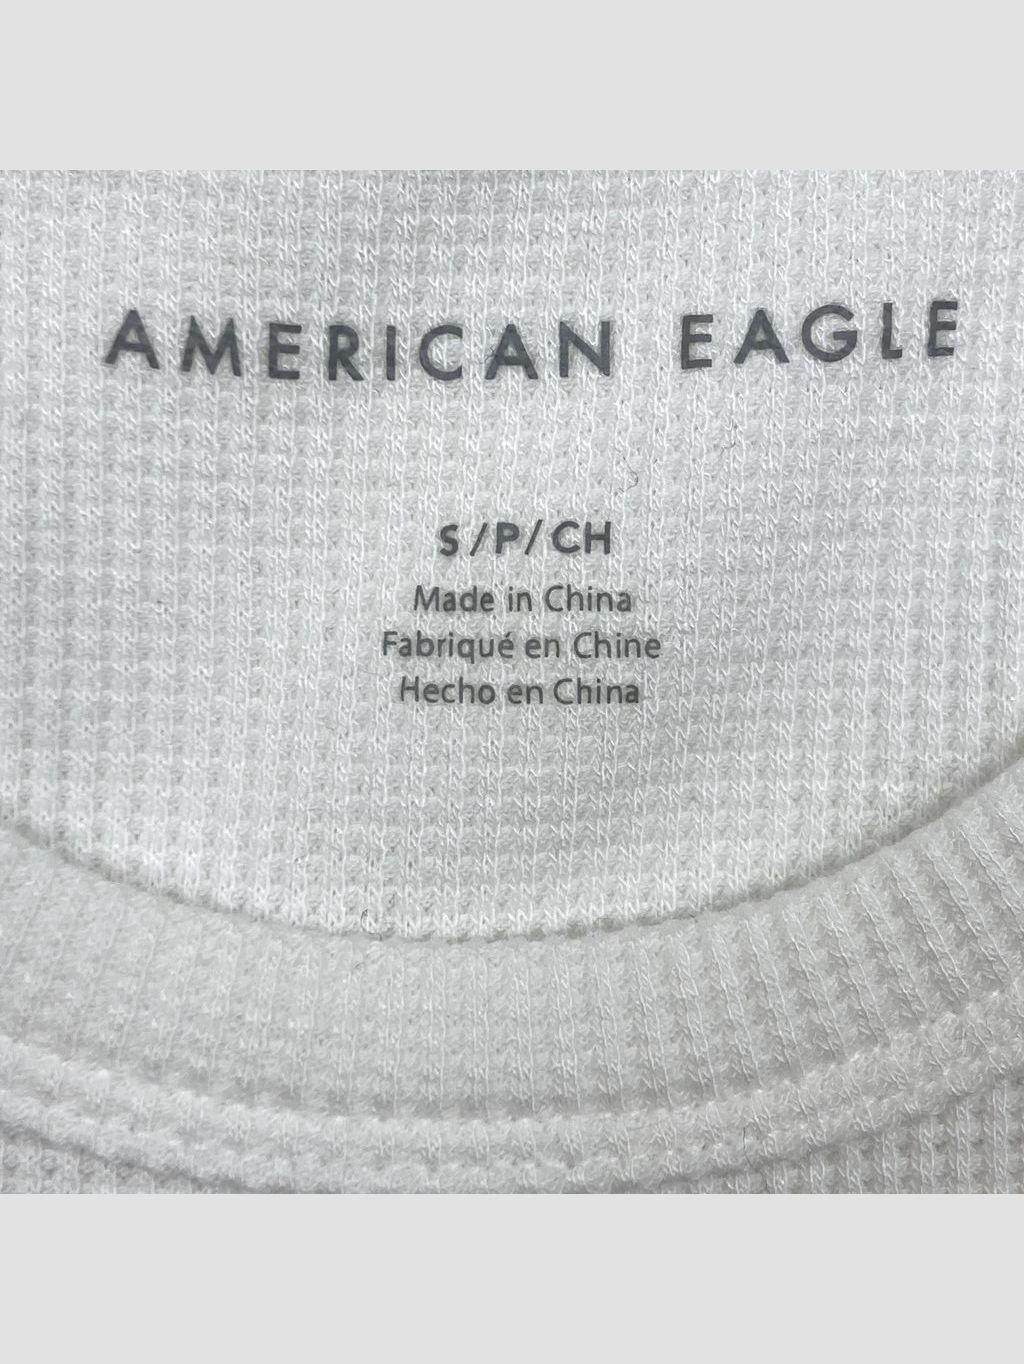 AMERICAN EAGLE
S/P/CH
Made in China
Fabriqué en Chine
Hecho en China